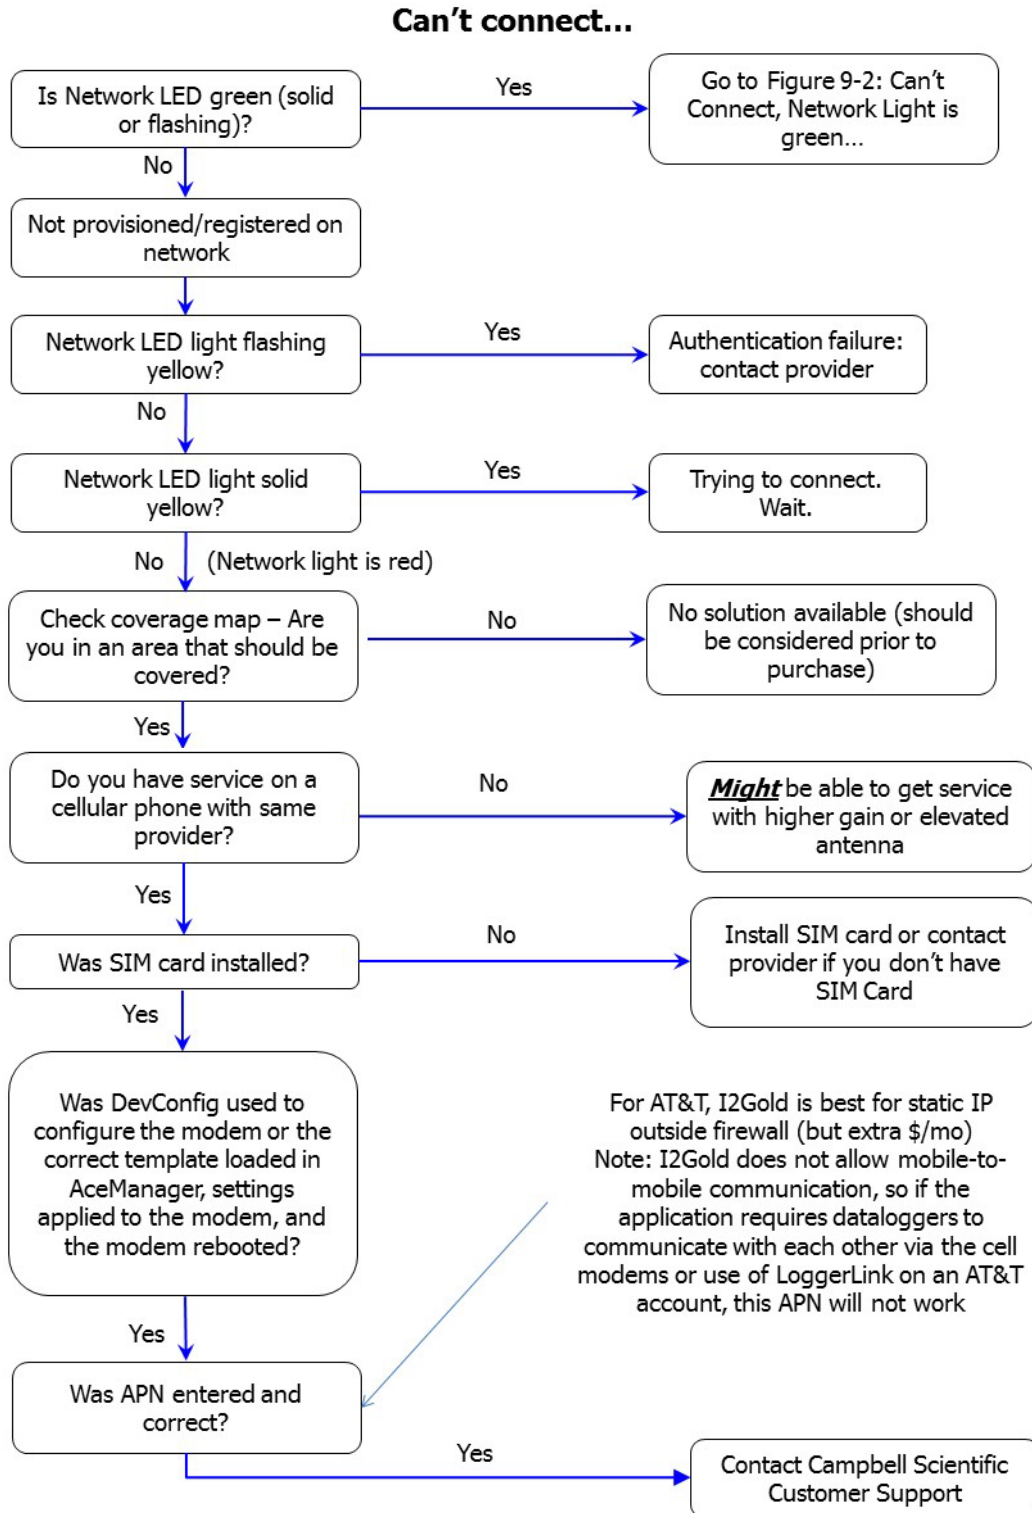 Can't connect...
Is Network LED green (solid
or flashing)?
Yes
Go to Figure 9-2: Can't
Connect, Network Light is
green...
No
Not provisioned/registered on
network
Network LED light flashing
yellow?
Yes
Authentication failure:
contact provider
No
Network LED light solid
yellow?
Yes
Trying to connect.
Wait.
No (Network light is red)
Check coverage map – Are
you in an area that should be
covered?
No
No solution available (should
be considered prior to
purchase)
Yes
Do you have service on a
cellular phone with same
provider?
No
Might be able to get service
with higher gain or elevated
antenna
Yes
Was SIM card installed?
No
Install SIM card or contact
provider if you don't have
SIM Card
Yes
Was DevConfig used to
configure the modem or the
correct template loaded in
AceManager, settings
applied to the modem, and
the modem rebooted?
For AT&T, I2Gold is best for static IP
outside firewall (but extra $/mo)
Note: I2Gold does not allow mobile-to-
mobile communication, so if the
application requires dataloggers to
communicate with each other via the cell
modems or use of LoggerLink on an AT&T
account, this APN will not work
Yes
Was APN entered and
correct?
Yes
Contact Campbell Scientific
Customer Support